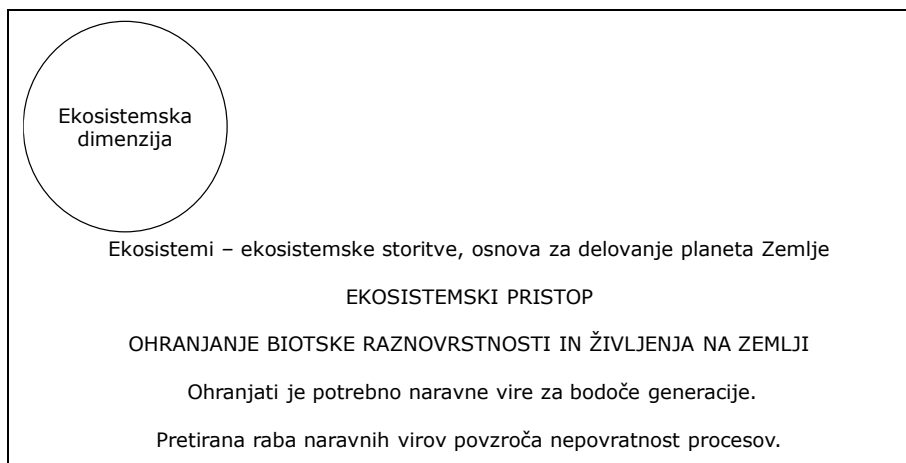 Ekosistemska
dimenzija
Ekosistemi – ekosistemske storitve, osnova za delovanje planeta Zemlje
EKOSISTEMSKI PRISTOP
OHRANJANJE BIOTSKE RAZNOVRSTNOSTI IN ŽIVLJENJA NA ZEMLJI
Ohranjati je potrebno naravne vire za bodoče generacije.
Pretirana raba naravnih virov povzroča nepovratnost procesov.